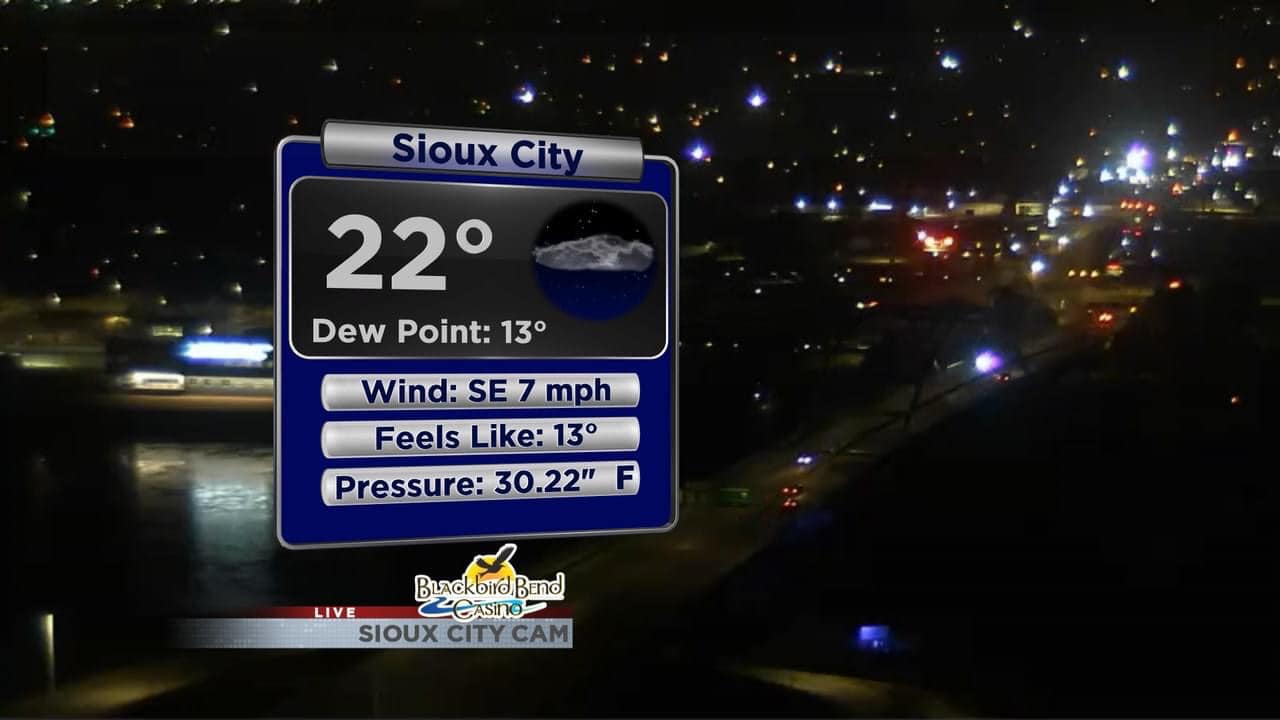 Sioux City
22°
Dew Point: 13°
Wind: SE 7 mph
Feels Like: 13°
Pressure: 30.22" F
Blackbird Bend
Casino
LIVE
SIOUX CITY CAM